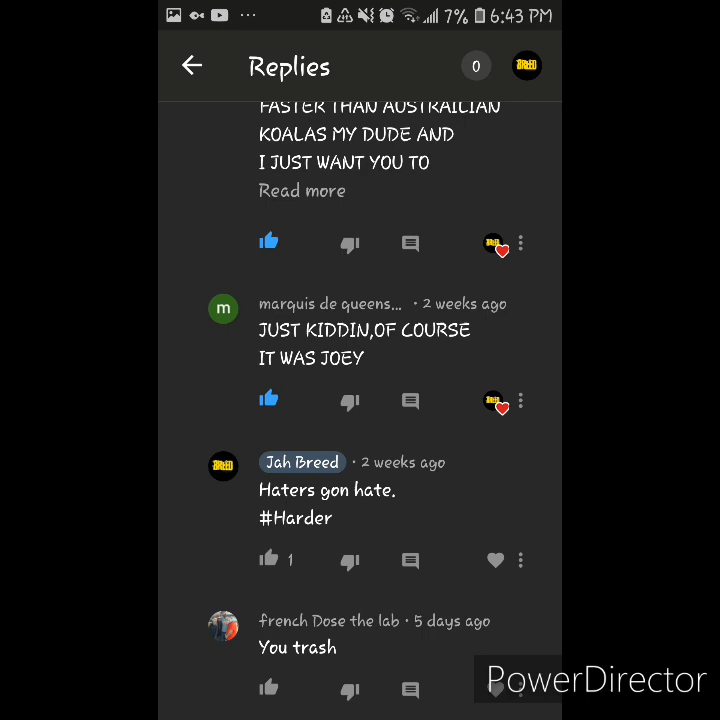 7% 6:43 PM
Replies
0
BREED
FASTER THAN AUSTRAILIAN
KOALAS MY DUDE AND
I JUST WANT YOU TO
Read more
m
marquis de queens... · 2 weeks ago
JUST KIDDIN,OF COURSE
IT WAS JOEY
BREED
Jah Breed · 2 weeks ago
Haters gon hate.
#Harder
1
french Dose the lab · 5 days ago
You trash
PowerDirector